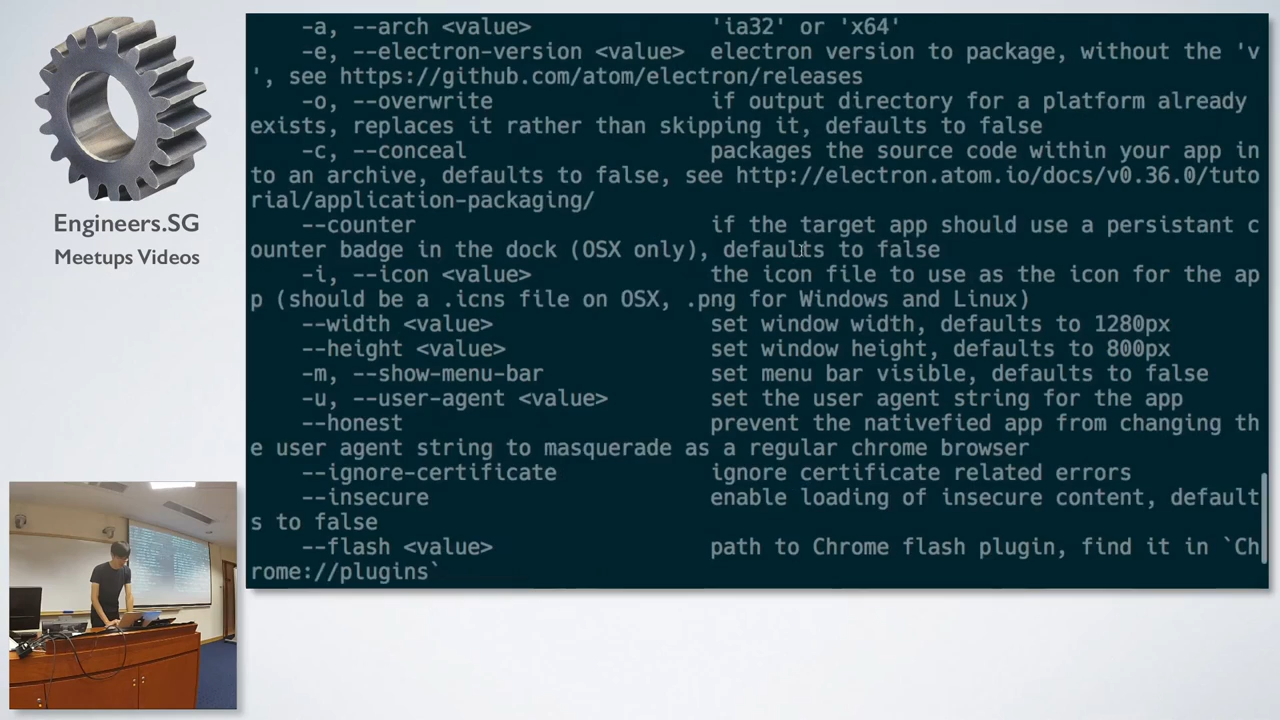 Engineers.SG
Meetups Videos
-a, --arch <value> 'ia32' or 'x64'
-e, --electron-version <value> electron version to package, without the 'v
', see https://github.com/atom/electron/releases
-o, --overwrite if output directory for a platform already
exists, replaces it rather than skipping it, defaults to false
-c, --conceal packages the source code within your app in
to an archive, defaults to false, see http://electron.atom.io/docs/v0.36.0/tuto
rial/application-packaging/
--counter if the target app should use a persistant c
ounter badge in the dock (OSX only), defaults to false
-i, --icon <value> the icon file to use as the icon for the ap
p (should be a .icns file on OSX, .png for Windows and Linux)
--width <value> set window width, defaults to 1280px
--height <value> set window height, defaults to 800px
-m, --show-menu-bar set menu bar visible, defaults to false
-u, --user-agent <value> set the user agent string for the app
--honest prevent the nativefied app from changing th
e user agent string to masquerade as a regular chrome browser
--ignore-certificate ignore certificate related errors
--insecure enable loading of insecure content, default
s to false
--flash <value> path to Chrome flash plugin, find it in `Ch
rome://plugins`